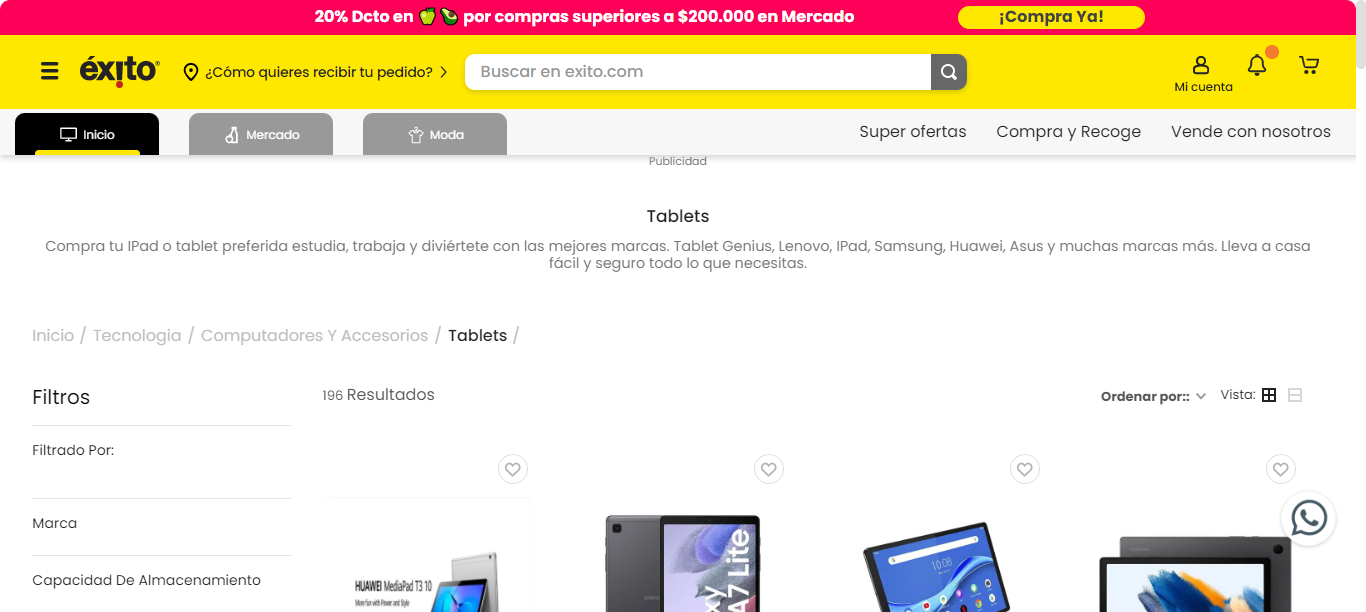 20% Dcto en 🍏🥑 por compras superiores a $200.000 en Mercado
¡Compra Ya!
éxito
¿Cómo quieres recibir tu pedido?
Buscar en exito.com
Mi cuenta
Inicio
Mercado
Moda
Super ofertas
Compra y Recoge
Vende con nosotros
Publicidad
Tablets
Compra tu IPad o tablet preferida estudia, trabaja y diviértete con las mejores marcas. Tablet Genius, Lenovo, IPad, Samsung, Huawei, Asus y muchas marcas más. Lleva a casa
fácil y seguro todo lo que necesitas.
Inicio / Tecnologia / Computadores Y Accesorios / Tablets /
Filtros
196 Resultados
Ordenar por::
Vista:
Filtrado Por:
Marca
Capacidad De Almacenamiento
HUAWEI MediaPad T3 10
More fun with Power and Style
A7 Lite
10:08